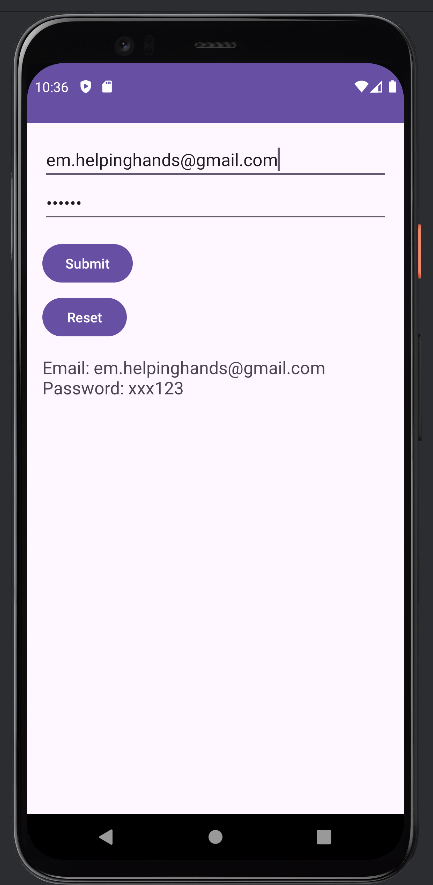 10:36
em.helpinghands@gmail.com
••••••
Submit
Reset
Email: em.helpinghands@gmail.com
Password: xxx123